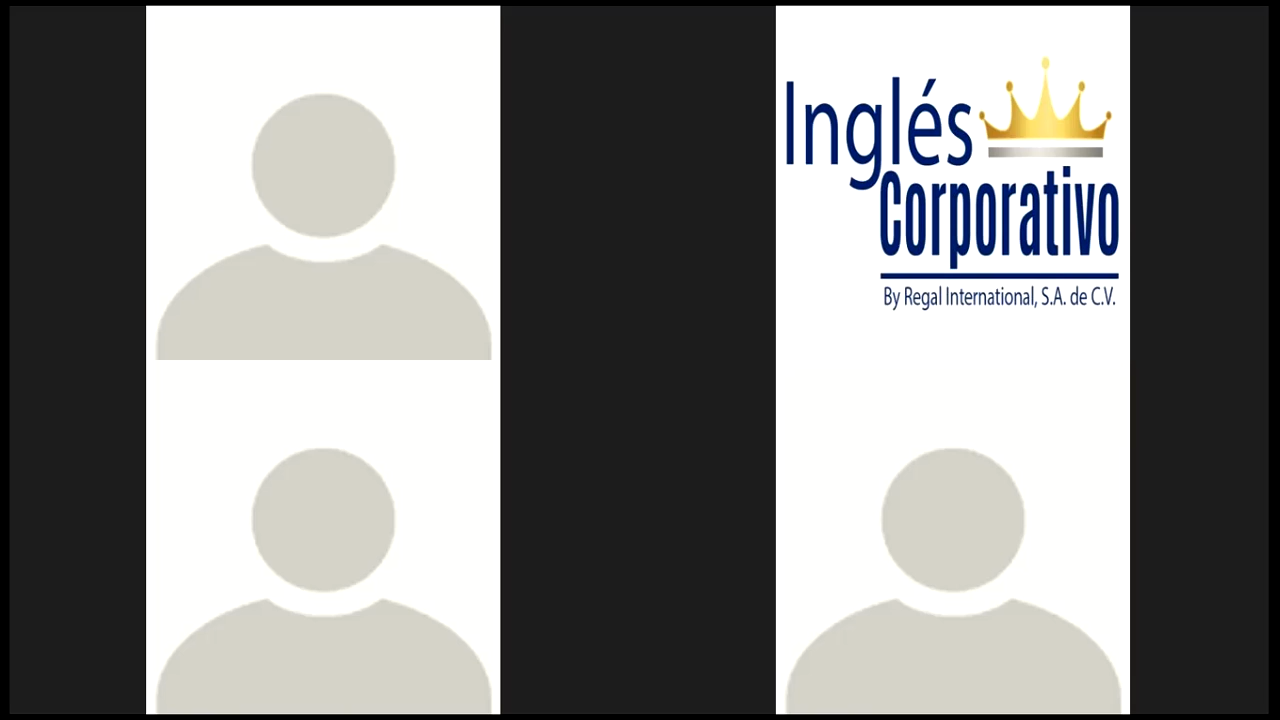 Inglés
Corporativo
By Regal International, S.A. de C.V.